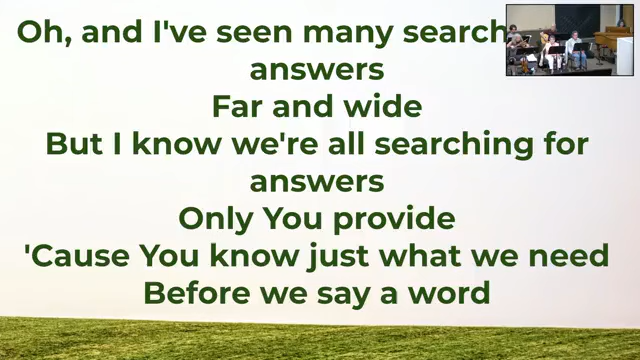 Oh, and I've seen many search
answers
Far and wide
But I know we're all searching for
answers
Only You provide
'Cause You know just what we need
Before we say a word